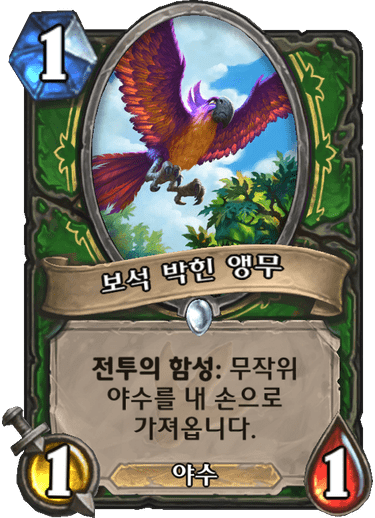 1
보석 박힌 앵무
전투의 함성: 무작위
야수를 내 손으로
가져옵니다.
1
야수
1